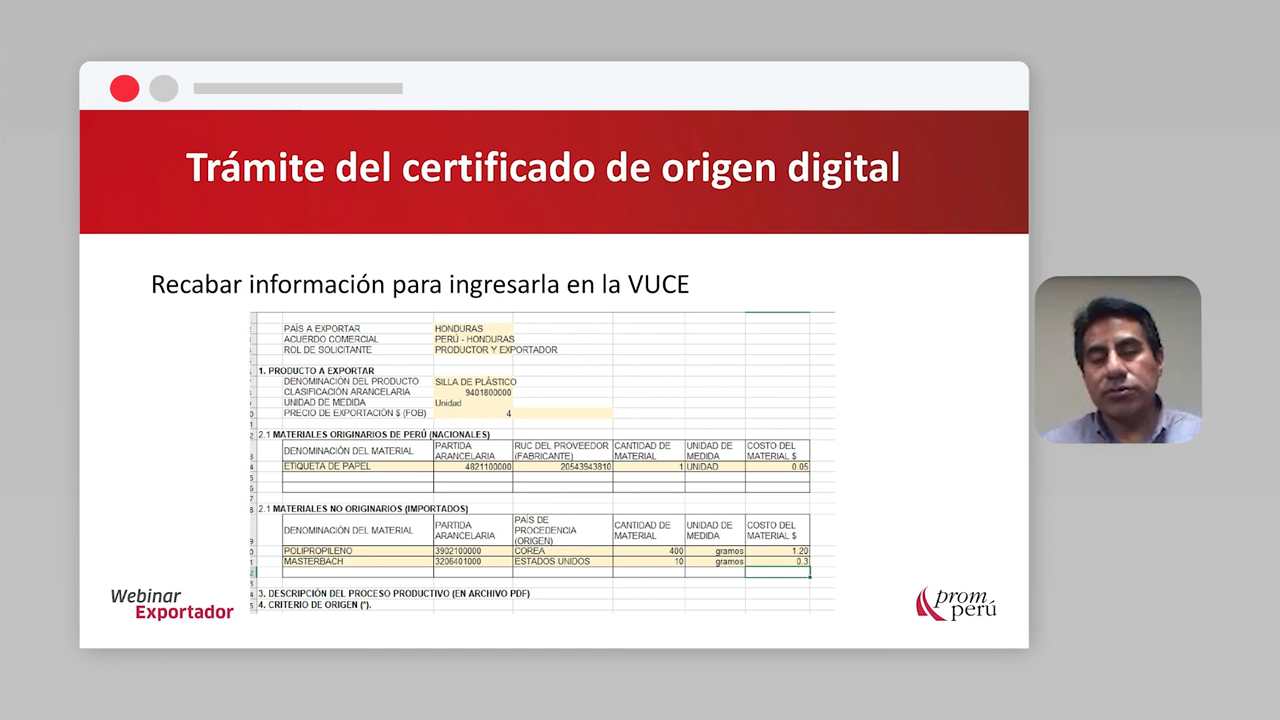 Trámite del certificado de origen digital
Recabar información para ingresarla en la VUCE
PAÍS A EXPORTAR HONDURAS
ACUERDO COMERCIAL PERÚ - HONDURAS
ROL DE SOLICITANTE PRODUCTOR Y EXPORTADOR
1. PRODUCTO A EXPORTAR
DENOMINACIÓN DEL PRODUCTO SILLA DE PLÁSTICO
CLASIFICACIÓN ARANCELARIA 9401800000
UNIDAD DE MEDIDA Unidad
PRECIO DE EXPORTACIÓN $ (FOB) 4
2.1 MATERIALES ORIGINARIOS DE PERÚ (NACIONALES)
DENOMINACIÓN DEL MATERIAL PARTIDA ARANCELARIA RUC DEL PROVEEDOR (FABRICANTE) CANTIDAD DE MATERIAL UNIDAD DE MEDIDA COSTO DEL MATERIAL $
ETIQUETA DE PAPEL 4821100000 20543943810 1 UNIDAD 0.05
2.1 MATERIALES NO ORIGINARIOS (IMPORTADOS)
DENOMINACIÓN DEL MATERIAL PARTIDA ARANCELARIA PAÍS DE PROCEDENCIA (ORIGEN) CANTIDAD DE MATERIAL UNIDAD DE MEDIDA COSTO DEL MATERIAL $
POLIPROPILENO 3902100000 COREA 400 gramos 1.20
MASTERBACH 3206401000 ESTADOS UNIDOS 10 gramos 0.3
3. DESCRIPCIÓN DEL PROCESO PRODUCTIVO (EN ARCHIVO PDF)
4. CRITERIO DE ORIGEN (*).
Webinar
Exportador
prom
perú